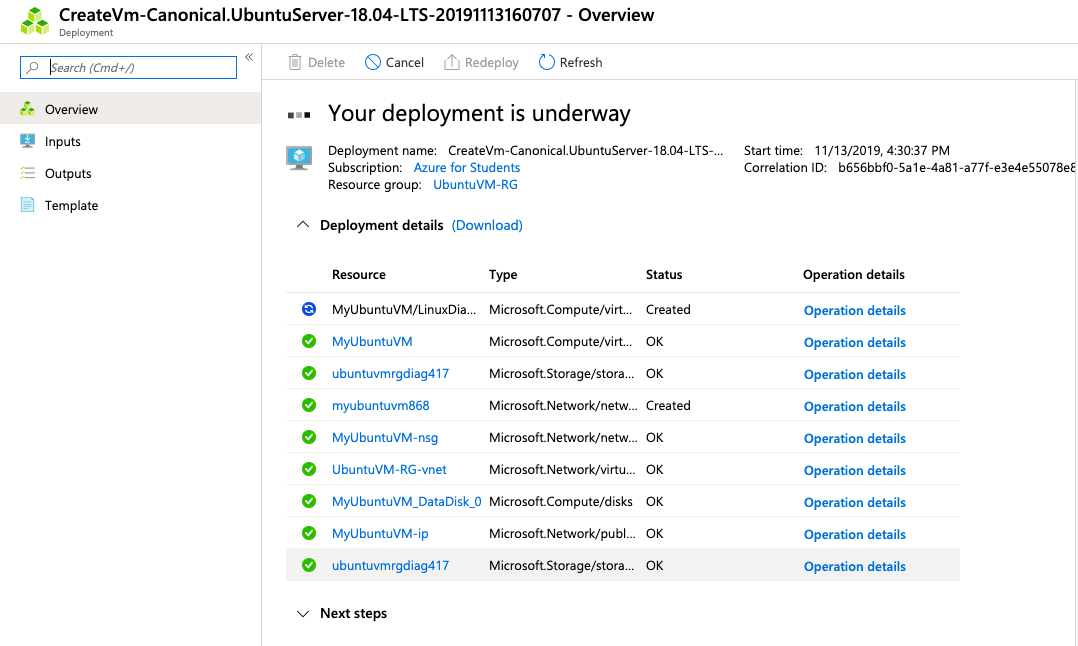 CreateVm-Canonical.UbuntuServer-18.04-LTS-20191113160707 - Overview
Deployment
Search (Cmd+/)
«
Overview
Inputs
Outputs
Template
Delete Cancel Redeploy Refresh
Your deployment is underway
Deployment name: CreateVm-Canonical.UbuntuServer-18.04-LTS-... Start time: 11/13/2019, 4:30:37 PM
Subscription: Azure for Students Correlation ID: b656bbf0-5a1e-4a81-a77f-e3e4e55078e8
Resource group: UbuntuVM-RG
Deployment details (Download)
Resource Type Status Operation details
MyUbuntuVM/LinuxDia... Microsoft.Compute/virt... Created Operation details
MyUbuntuVM Microsoft.Compute/virt... OK Operation details
ubuntuvmrgdiag417 Microsoft.Storage/stora... OK Operation details
myubuntuvm868 Microsoft.Network/netw... Created Operation details
MyUbuntuVM-nsg Microsoft.Network/netw... OK Operation details
UbuntuVM-RG-vnet Microsoft.Network/virtu... OK Operation details
MyUbuntuVM_DataDisk_0 Microsoft.Compute/disks OK Operation details
MyUbuntuVM-ip Microsoft.Network/publ... OK Operation details
ubuntuvmrgdiag417 Microsoft.Storage/stora... OK Operation details
Next steps